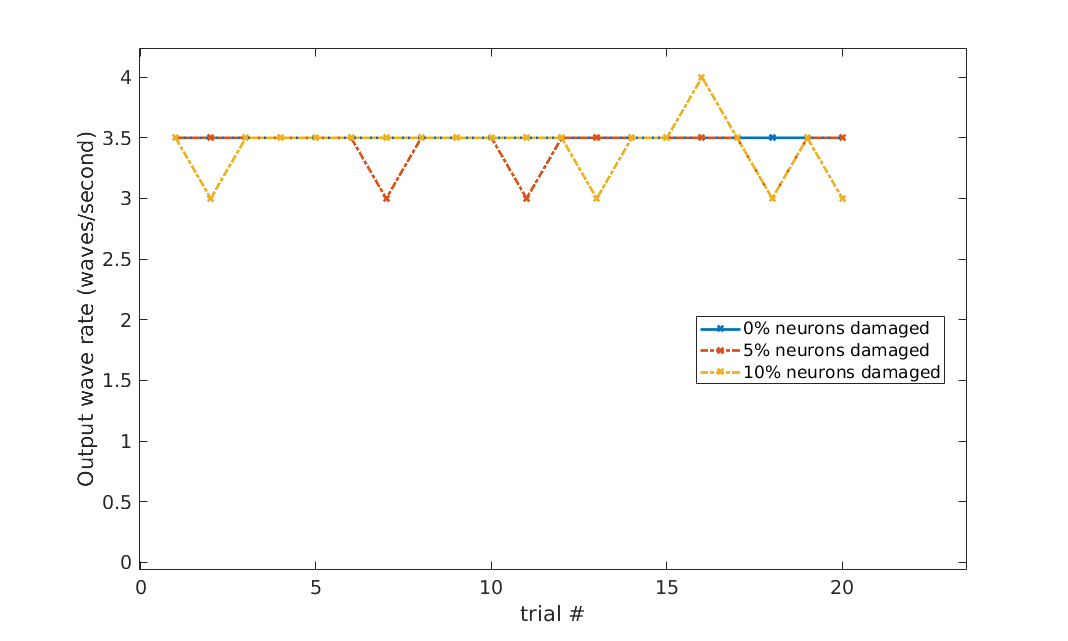 4
3.5
3
2.5
2
1.5
1
0.5
0
Output wave rate (waves/second)
0% neurons damaged
5% neurons damaged
10% neurons damaged
0 5 10 15 20
trial #